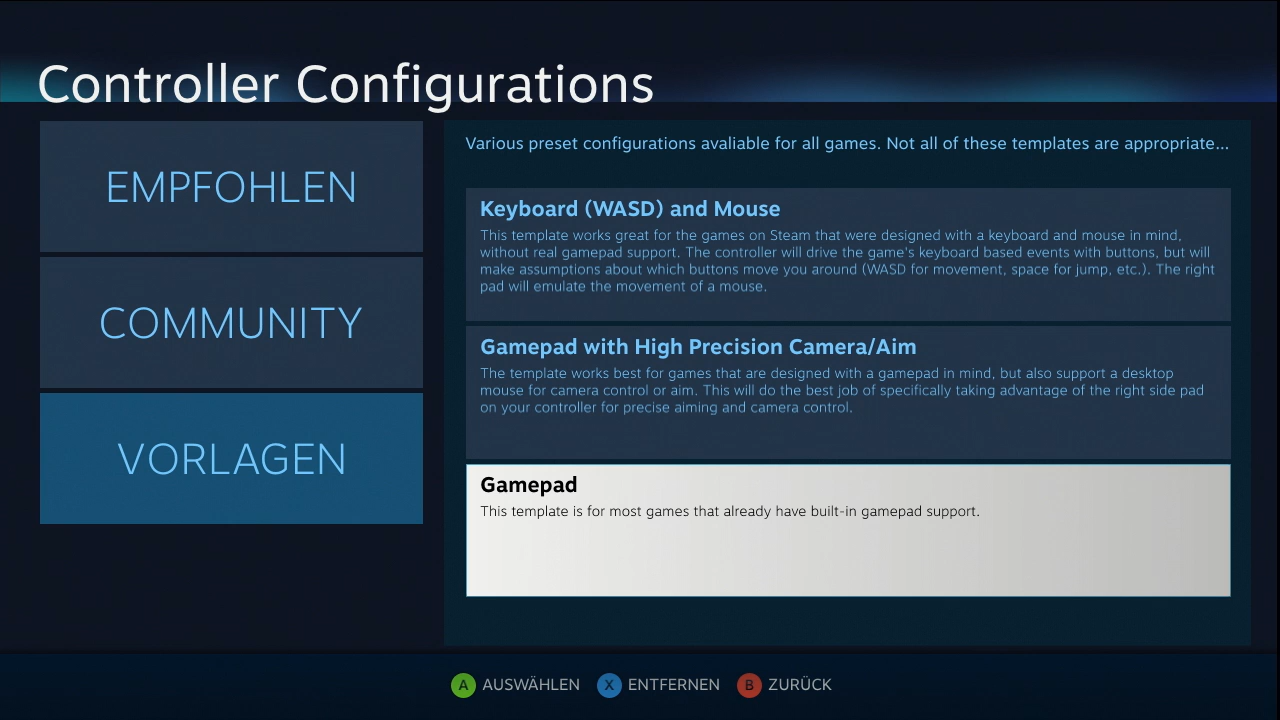 Controller Configurations
EMPFOHLEN
COMMUNITY
VORLAGEN
Various preset configurations avaliable for all games. Not all of these templates are appropriate...
Keyboard (WASD) and Mouse
This template works great for the games on Steam that were designed with a keyboard and mouse in mind,
without real gamepad support. The controller will drive the game's keyboard based events with buttons, but will
make assumptions about which buttons move you around (WASD for movement, space for jump, etc.). The right
pad will emulate the movement of a mouse.
Gamepad with High Precision Camera/Aim
The template works best for games that are designed with a gamepad in mind, but also support a desktop
mouse for camera control or aim. This will do the best job of specifically taking advantage of the right side pad
on your controller for precise aiming and camera control.
Gamepad
This template is for most games that already have built-in gamepad support.
A AUSWÄHLEN X ENTFERNEN B ZURÜCK